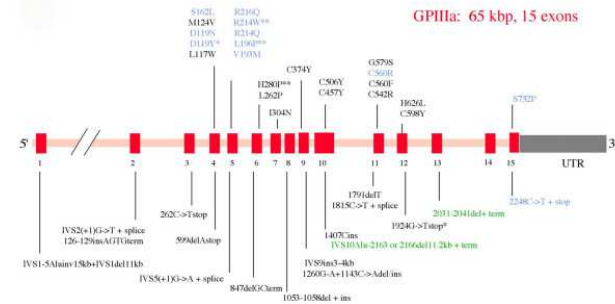 GPIIIa: 65 kbp, 15 exons
S162L
M124V
D119N
D119Y*
L117W
R216Q
R214W**
R214Q
L196P**
V193M
H280P**
L262P
I304N
C374Y
C506Y
C457Y
G579S
C560R
C560F
C542R
H626L
C598Y
S752P
5'
3'
1
2
3
4
5
6
7
8
9
10
11
12
13
14
15
UTR
IVS1-5Aluinv15kb+IVS1del11kb
IVS2(+1)G->T + splice
126-129insAGTGterm
262C->Tstop
599delAstop
IVS5(+1)G->A + splice
847delGCterm
1053-1058del + ins
IVS9ins3-4kb
1260G-A+1143C->Adel/ins
1407Cins
IVS10Alu-2163 or 2166del11.2kb + term
1791delT
1815C->T + splice
1924G->Tstop*
2031-2041del+ term
2248C->T + stop